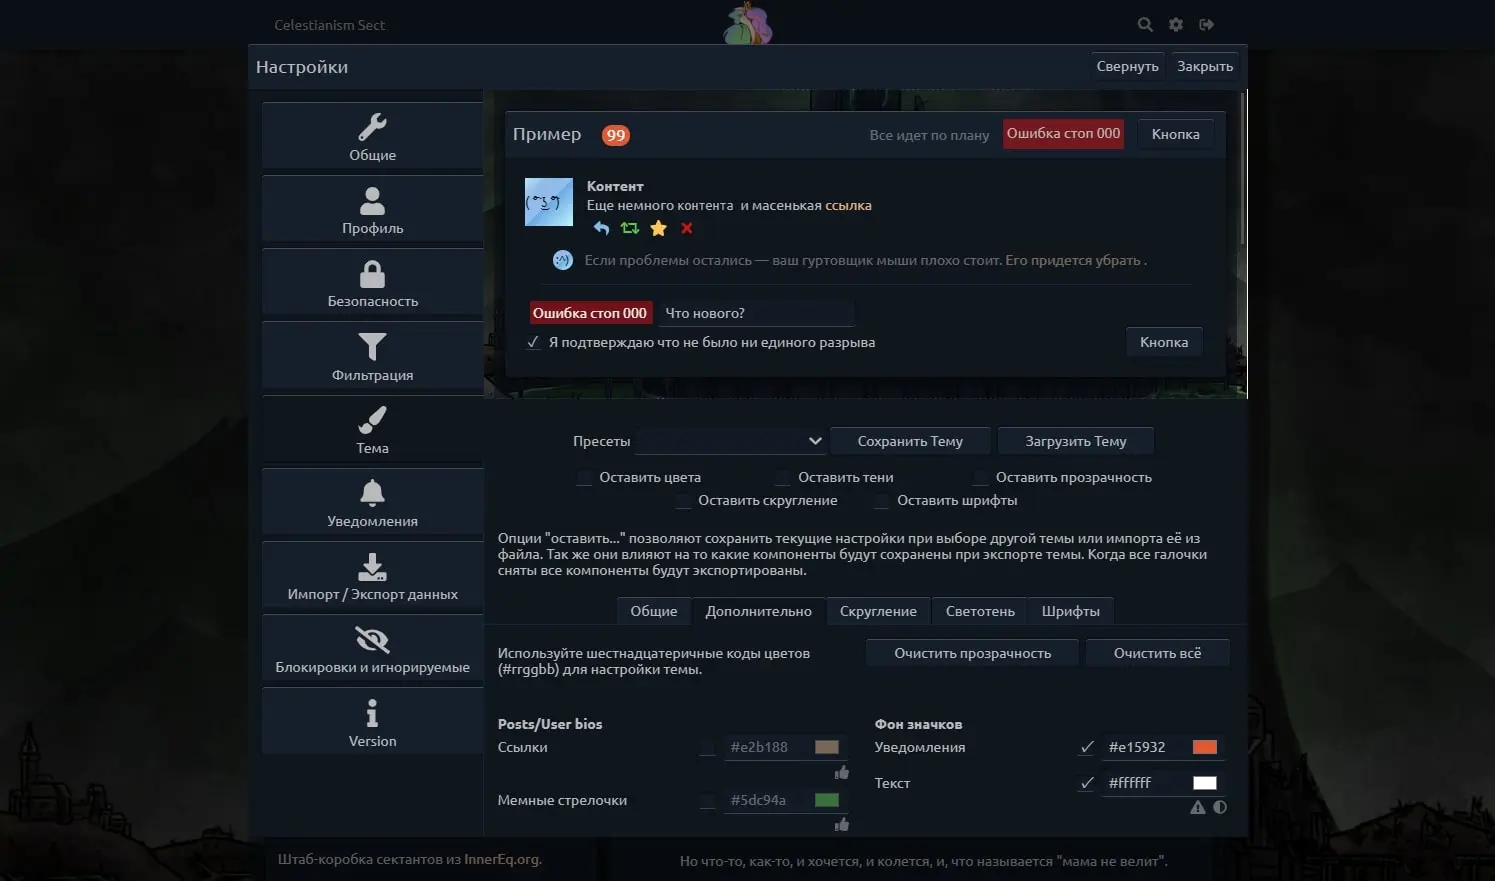 Celestianism Sect
Настройки
Свернуть
Закрыть
Общие
Профиль
Безопасность
Фильтрация
Тема
Уведомления
Импорт / Экспорт данных
Блокировки и игнорируемые
Version
Пример 99
Все идет по плану
Ошибка стоп 000
Кнопка
( ͡° ͜ʖ ͡°)
Контент
Еще немного контента и масенькая ссылка
:^)
Если проблемы остались — ваш гуртовщик мыши плохо стоит. Его придется убрать .
Ошибка стоп 000
Что нового?
Я подтверждаю что не было ни единого разрыва
Кнопка
Пресеты
Сохранить Тему
Загрузить Тему
Оставить цвета
Оставить тени
Оставить прозрачность
Оставить скругление
Оставить шрифты
Опции "оставить..." позволяют сохранить текущие настройки при выборе другой темы или импорта её из
файла. Так же они влияют на то какие компоненты будут сохранены при экспорте темы. Когда все галочки
сняты все компоненты будут экспортированы.
Общие
Дополнительно
Скругление
Светотень
Шрифты
Используйте шестнадцатеричные коды цветов
(#rrggbb) для настройки темы.
Очистить прозрачность
Очистить всё
Posts/User bios
Ссылки
#e2b188
Мемные стрелочки
#5dc94a
Фон значков
Уведомления
#e15932
Текст
#ffffff
Штаб-коробка сектантов из InnerEq.org.
Но что-то, как-то, и хочется, и колется, и, что называется "мама не велит".